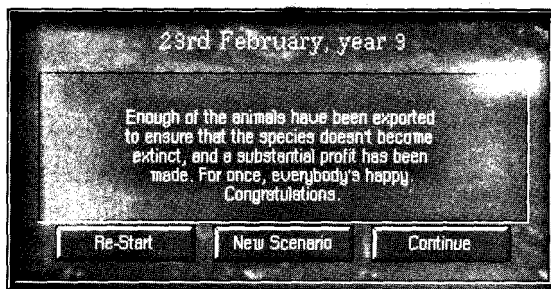 23rd February, year 9
Enough of the animals have been exported
to ensure that the species doesn't become
extinct, and a substantial profit has been
made. For once, everybody's happy.
Congratulations.
Re-Start New Scenario Continue